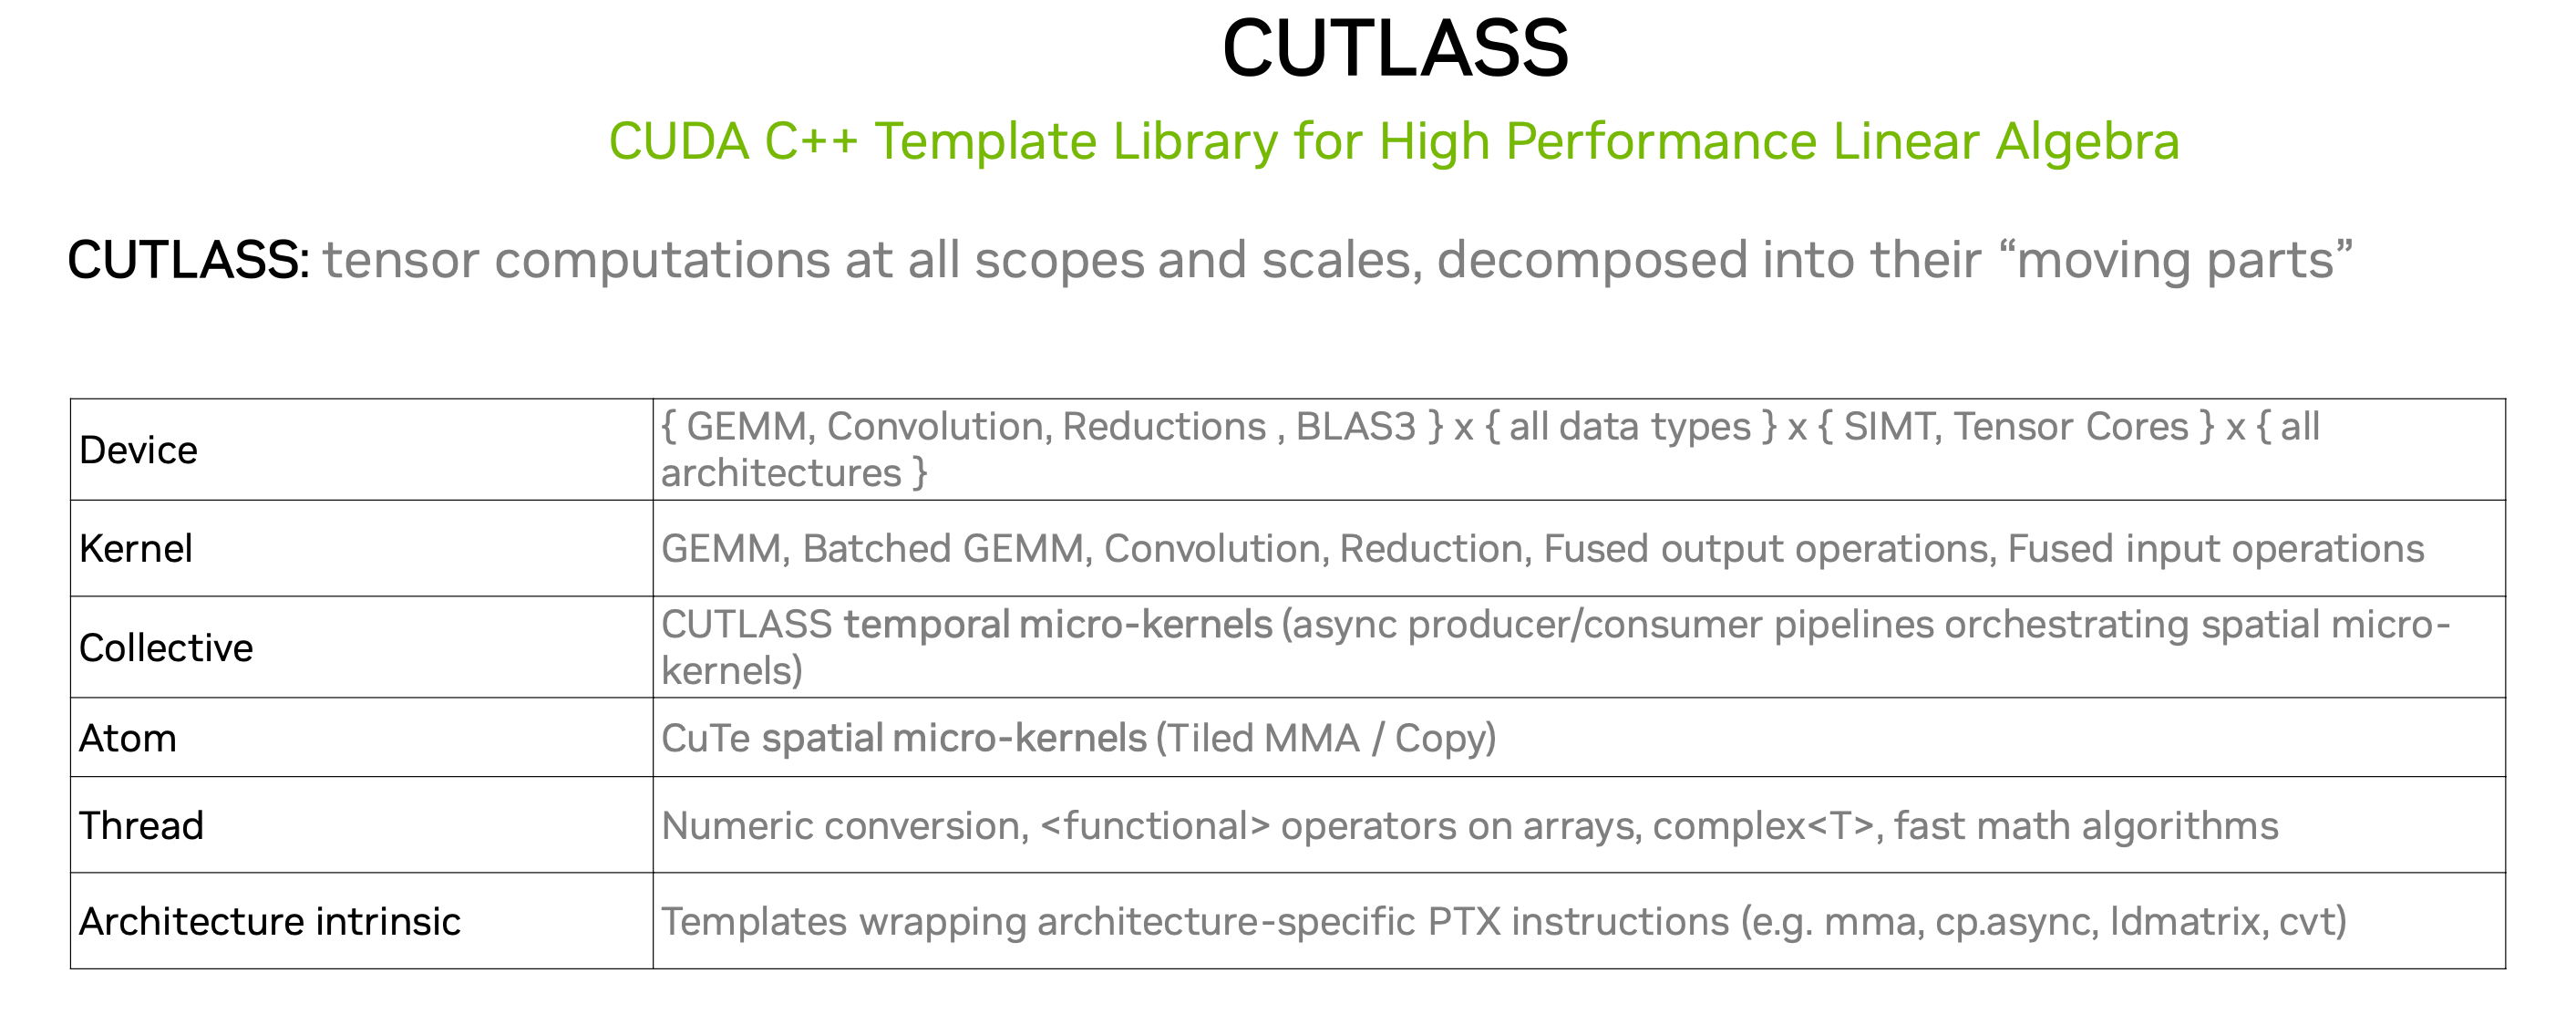 CUTLASS
CUDA C++ Template Library for High Performance Linear Algebra
CUTLASS: tensor computations at all scopes and scales, decomposed into their “moving parts”
Device
{ GEMM, Convolution, Reductions , BLAS3 } x { all data types } x { SIMT, Tensor Cores } x { all
architectures }
Kernel
GEMM, Batched GEMM, Convolution, Reduction, Fused output operations, Fused input operations
Collective
CUTLASS temporal micro-kernels (async producer/consumer pipelines orchestrating spatial micro-
kernels)
Atom
CuTe spatial micro-kernels (Tiled MMA / Copy)
Thread
Numeric conversion, <functional> operators on arrays, complex<T>, fast math algorithms
Architecture intrinsic
Templates wrapping architecture-specific PTX instructions (e.g. mma, cp.async, ldmatrix, cvt)